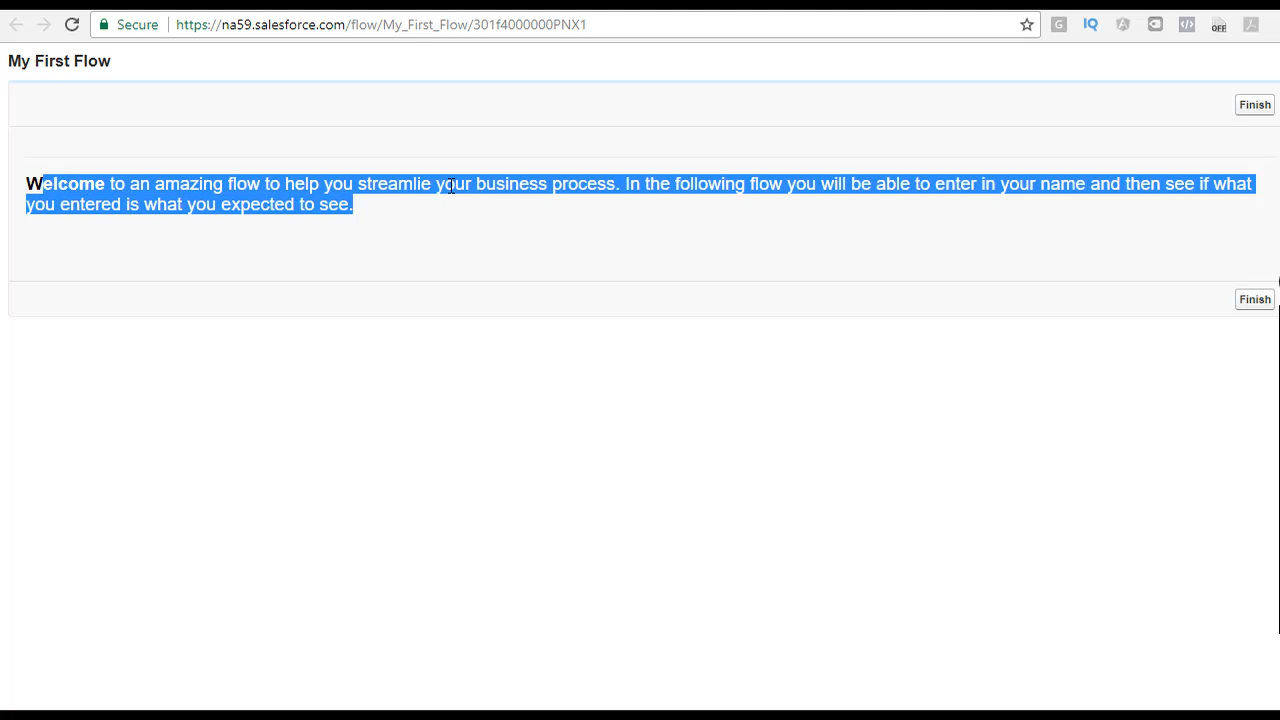 Secure https://na59.salesforce.com/flow/My_First_Flow/301f4000000PNX1
G IQ OFF
My First Flow
Finish
Welcome to an amazing flow to help you streamlie your business process. In the following flow you will be able to enter in your name and then see if what
you entered is what you expected to see.
Finish